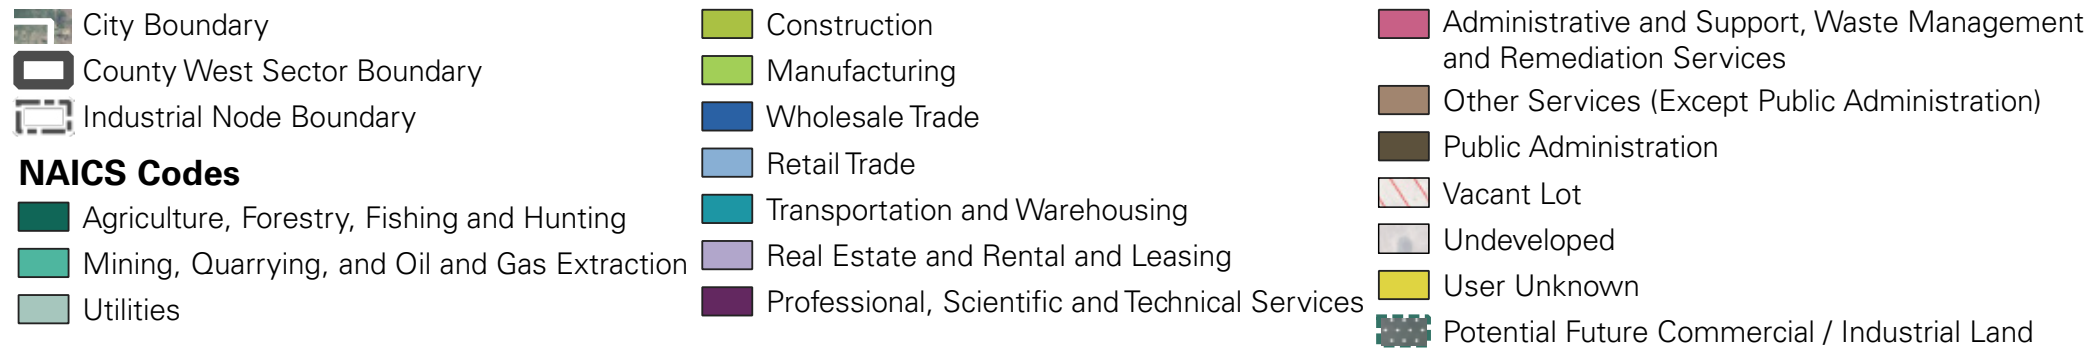 City Boundary
County West Sector Boundary
Industrial Node Boundary
NAICS Codes
Agriculture, Forestry, Fishing and Hunting
Mining, Quarrying, and Oil and Gas Extraction
Utilities
Construction
Manufacturing
Wholesale Trade
Retail Trade
Transportation and Warehousing
Real Estate and Rental and Leasing
Professional, Scientific and Technical Services
Administrative and Support, Waste Management
and Remediation Services
Other Services (Except Public Administration)
Public Administration
Vacant Lot
Undeveloped
User Unknown
Potential Future Commercial / Industrial Land